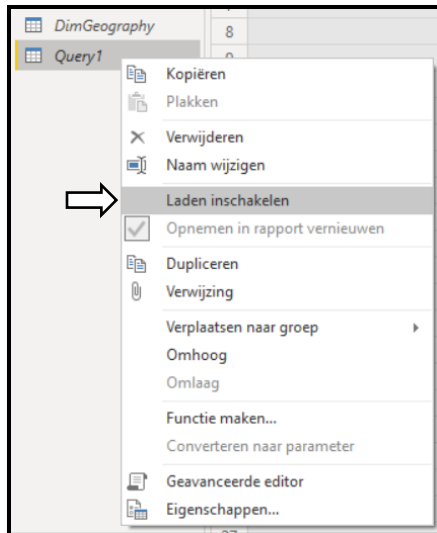 DimGeography
8
Query1
Kopiëren
Plakken
Verwijderen
Naam wijzigen
Laden inschakelen
Opnemen in rapport vernieuwen
Dupliceren
Verwijzing
Verplaatsen naar groep
Omhoog
Omlaag
Functie maken...
Converteren naar parameter
Geavanceerde editor
Eigenschappen...